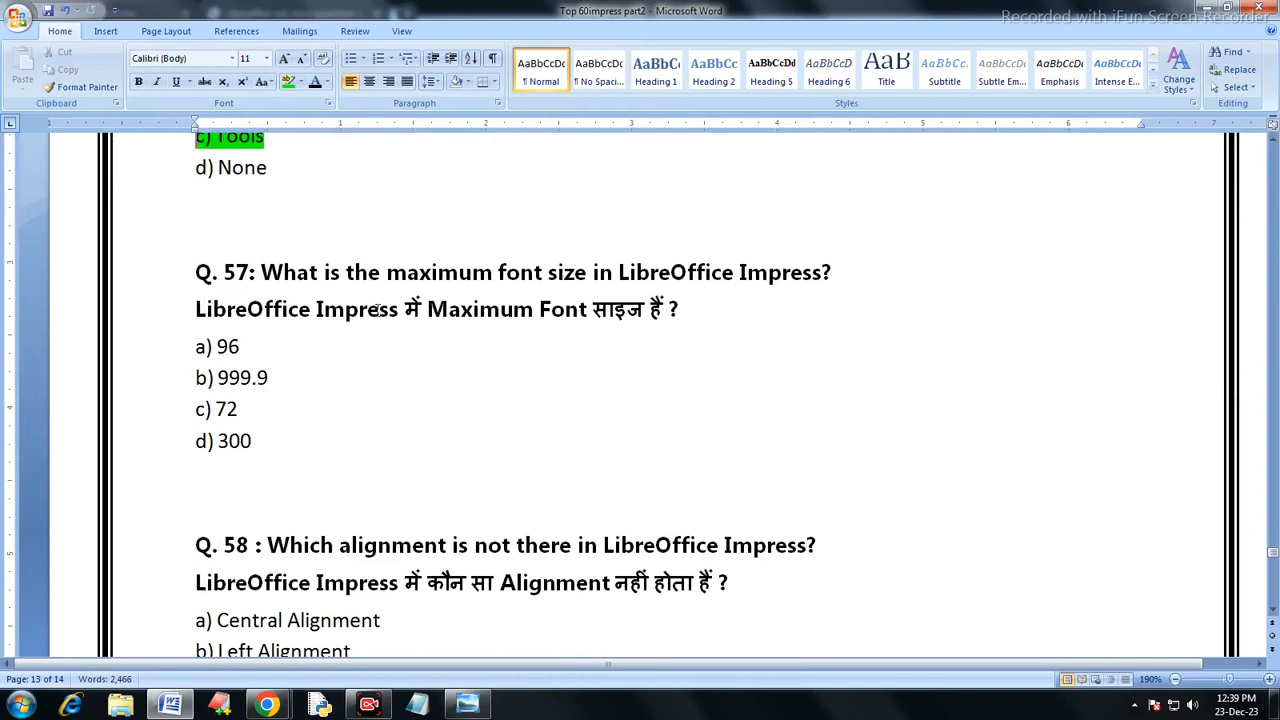 Top 60impress part2 - Microsoft Word
Recorded with iFun Screen Recorder
Home Insert Page Layout References Mailings Review View
Paste
Cut
Copy
Format Painter
Clipboard
Calibri (Body) 11
Font
Paragraph
AaBbCcDc AaBbCcDc AaBbC AaBbCc AaBbCcDd AaBbCcD AaB AaBbCc. AaBbCcD AaBbCcD AaBbCcD
¶ Normal ¶ No Spaci... Heading 1 Heading 2 Heading 5 Heading 6 Title Subtitle Subtle Em... Emphasis Intense E...
Styles
Change Styles
Find
Replace
Select
Editing
c) Tools
d) None
Q. 57: What is the maximum font size in LibreOffice Impress?
LibreOffice Impress में Maximum Font साइज हैं ?
a) 96
b) 999.9
c) 72
d) 300
Q. 58 : Which alignment is not there in LibreOffice Impress?
LibreOffice Impress में कौन सा Alignment नहीं होता हैं ?
a) Central Alignment
b) Left Alignment
Page: 13 of 14 Words: 2,466 190%
12:39 PM
23-Dec-23